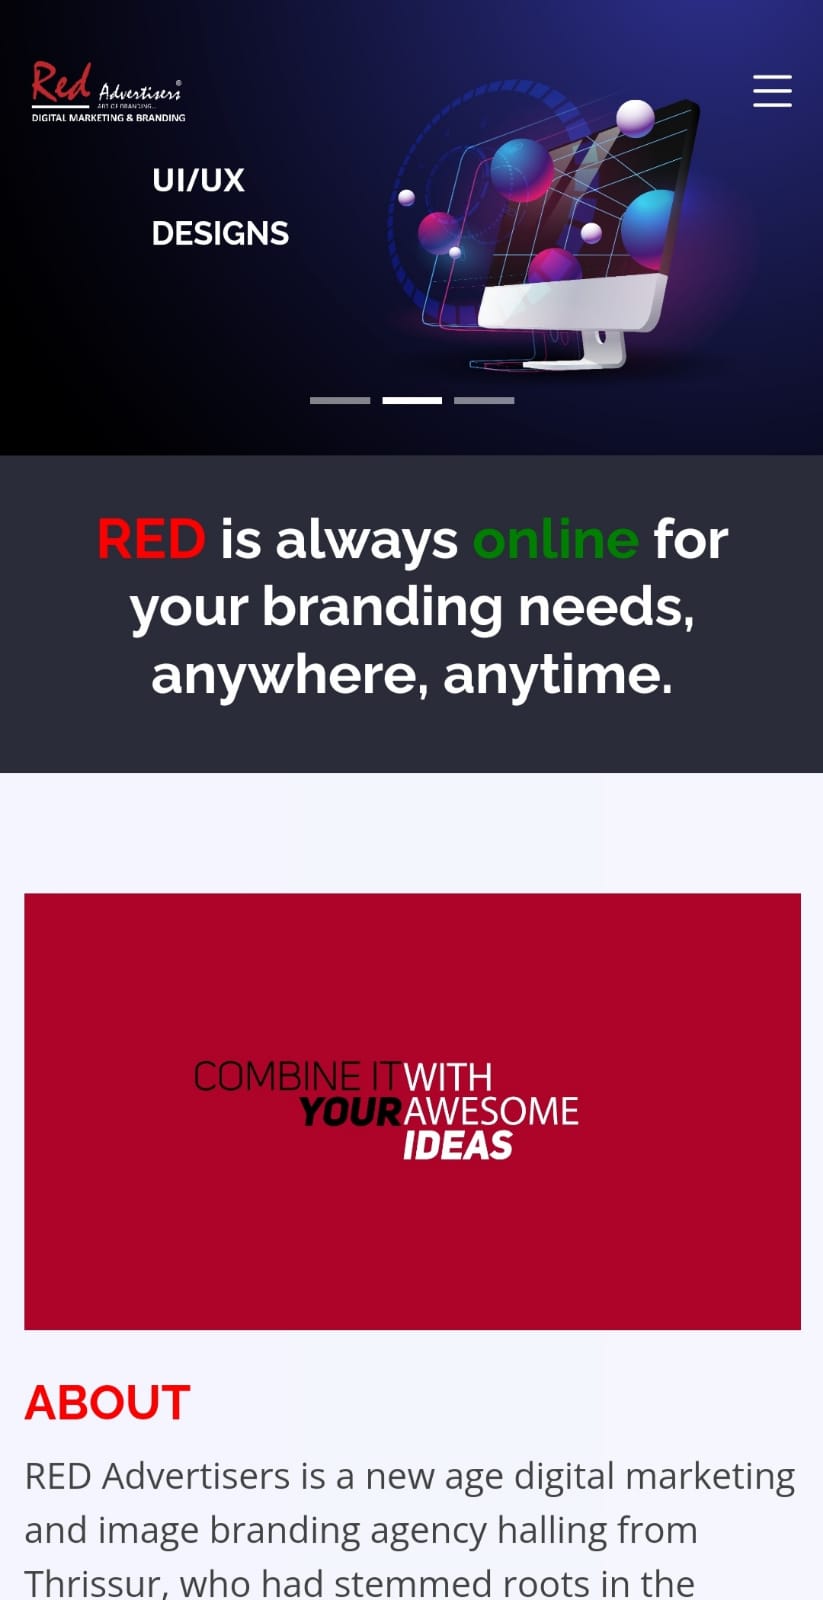 Red Advertisers®
ART OF BRANDING...
DIGITAL MARKETING & BRANDING
UI/UX
DESIGNS
RED is always online for
your branding needs,
anywhere, anytime.
COMBINE IT WITH
YOUR AWESOME
IDEAS
ABOUT
RED Advertisers is a new age digital marketing
and image branding agency halling from
Thrissur, who had stemmed roots in the